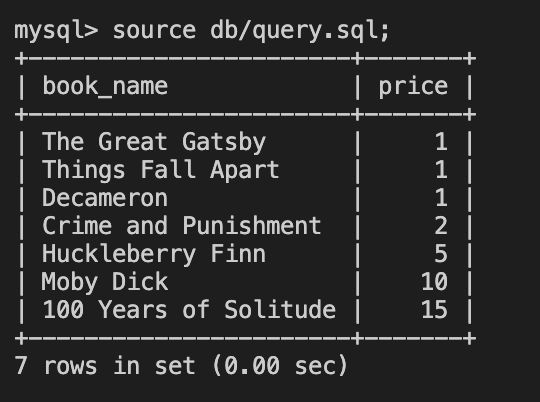 mysql> source db/query.sql;
+------------------------+-------+
| book_name              | price |
+------------------------+-------+
| The Great Gatsby       |     1 |
| Things Fall Apart      |     1 |
| Decameron              |     1 |
| Crime and Punishment   |     2 |
| Huckleberry Finn       |     5 |
| Moby Dick              |    10 |
| 100 Years of Solitude  |    15 |
+------------------------+-------+
7 rows in set (0.00 sec)